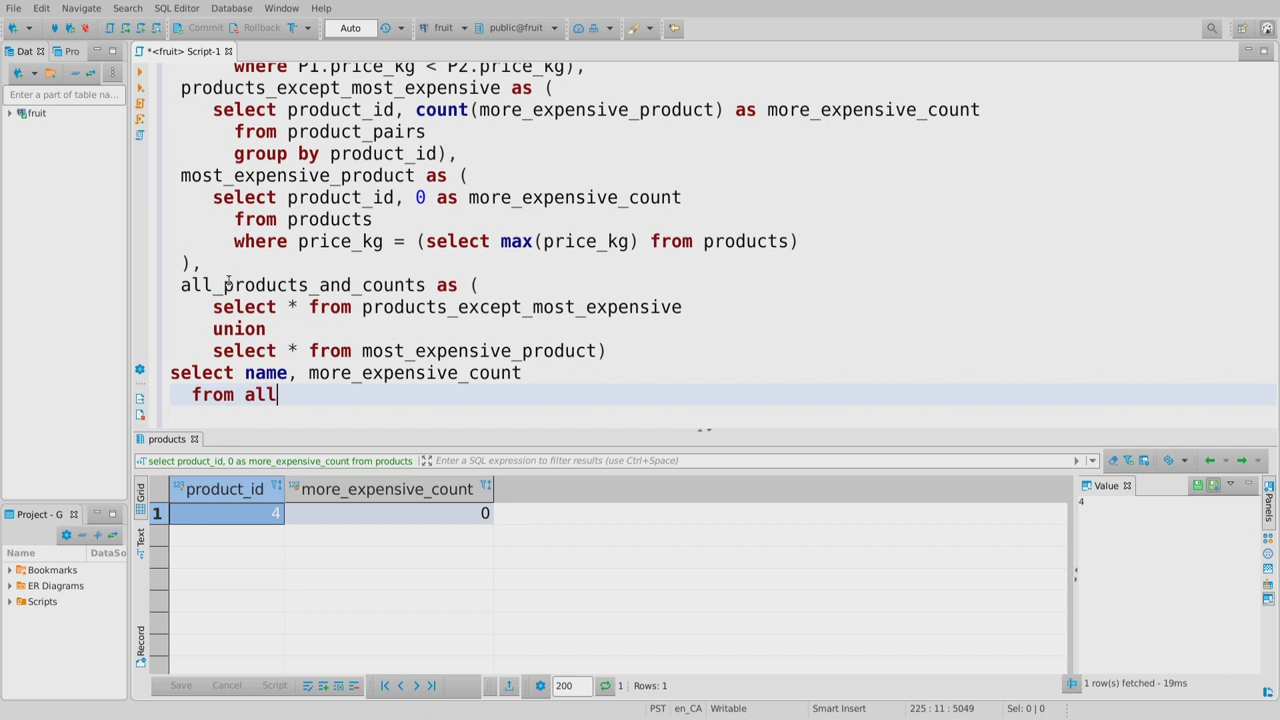 File Edit Navigate Search SQL Editor Database Window Help
Commit Rollback Auto fruit public@fruit
Dat Pro *<fruit> Script-1
Enter a part of table na...
fruit
where P1.price_kg < P2.price_kg),
products_except_most_expensive as (
select product_id, count(more_expensive_product) as more_expensive_count
from product_pairs
group by product_id),
most_expensive_product as (
select product_id, 0 as more_expensive_count
from products
where price_kg = (select max(price_kg) from products)
),
all_products_and_counts as (
select * from products_except_most_expensive
union
select * from most_expensive_product)
select name, more_expensive_count
from all
products
select product_id, 0 as more_expensive_count from products Enter a SQL expression to filter results (use Ctrl+Space)
Grid
Text
Record
product_id more_expensive_count
1 4 0
Value
4
Panels
Project - G
Name DataSo
Bookmarks
ER Diagrams
Scripts
Save Cancel Script 200 1 Rows: 1
1 row(s) fetched - 19ms
PST en_CA Writable Smart Insert 225 : 11 : 5049 Sel: 0 | 0